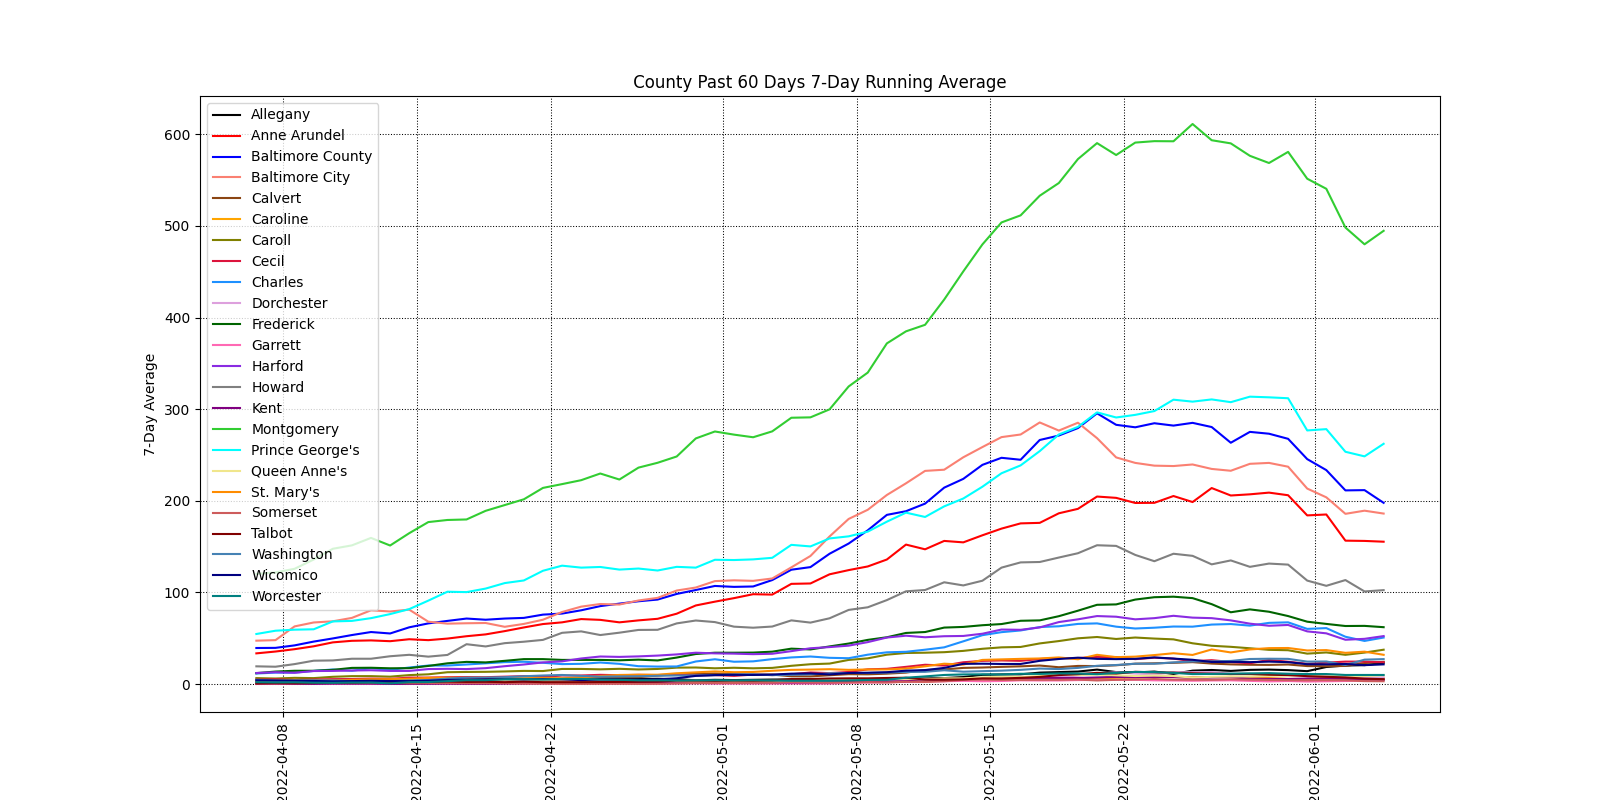 County Past 60 Days 7-Day Running Average
7-Day Average
600
500
400
300
200
100
0
Allegany
Anne Arundel
Baltimore County
Baltimore City
Calvert
Caroline
Caroll
Cecil
Charles
Dorchester
Frederick
Garrett
Harford
Howard
Kent
Montgomery
Prince George's
Queen Anne's
St. Mary's
Somerset
Talbot
Washington
Wicomico
Worcester
2022-04-08
2022-04-15
2022-04-22
2022-05-01
2022-05-08
2022-05-15
2022-05-22
2022-06-01